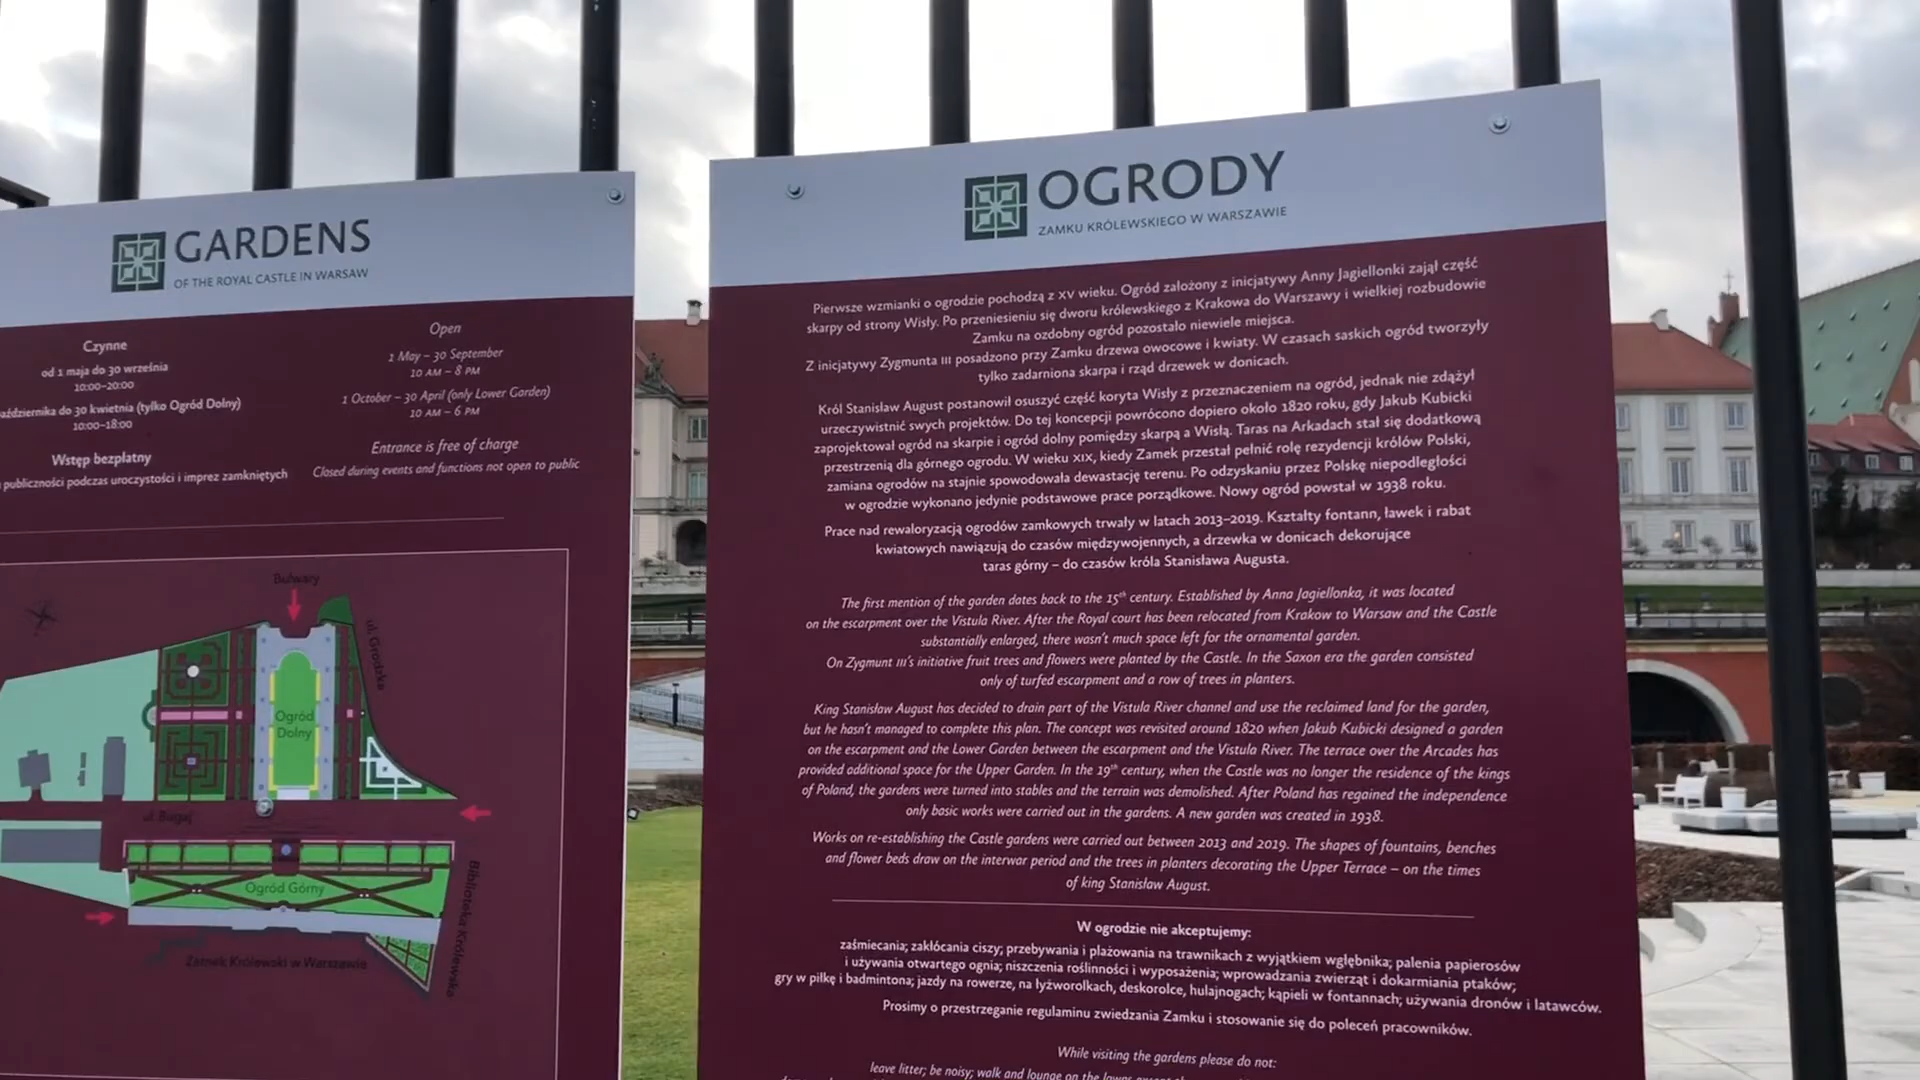 GARDENS
OF THE ROYAL CASTLE IN WARSAW
Czynne
od 1 maja do 30 września
10:00–20:00
października do 30 kwietnia (tylko Ogród Dolny)
10:00–18:00
Wstęp bezpłatny
publiczności podczas uroczystości i imprez zamkniętych
Open
1 May – 30 September
10 AM – 8 PM
1 October – 30 April (only Lower Garden)
10 AM – 6 PM
Entrance is free of charge
Closed during events and functions not open to public
Bulwary
ul. Grodzka
Ogród
Dolny
ul. Bugaj
Ogród Górny
Biblioteka Królewska
Zamek Królewski w Warszawie
OGRODY
ZAMKU KRÓLEWSKIEGO W WARSZAWIE
Pierwsze wzmianki o ogrodzie pochodzą z XV wieku. Ogród założony z inicjatywy Anny Jagiellonki zajął część
skarpy od strony Wisły. Po przeniesieniu się dworu królewskiego z Krakowa do Warszawy i wielkiej rozbudowie
Zamku na ozdobny ogród pozostało niewiele miejsca.
Z inicjatywy Zygmunta III posadzono przy Zamku drzewa owocowe i kwiaty. W czasach saskich ogród tworzyły
tylko zadarniona skarpa i rząd drzewek w donicach.
Król Stanisław August postanowił osuszyć część koryta Wisły z przeznaczeniem na ogród, jednak nie zdążył
urzeczywistnić swych projektów. Do tej koncepcji powrócono dopiero około 1820 roku, gdy Jakub Kubicki
zaprojektował ogród na skarpie i ogród dolny pomiędzy skarpą a Wisłą. Taras na Arkadach stał się dodatkową
przestrzenią dla górnego ogrodu. W wieku XIX, kiedy Zamek przestał pełnić rolę rezydencji królów Polski,
zamiana ogrodów na stajnie spowodowała dewastację terenu. Po odzyskaniu przez Polskę niepodległości
w ogrodzie wykonano jedynie podstawowe prace porządkowe. Nowy ogród powstał w 1938 roku.
Prace nad rewaloryzacją ogrodów zamkowych trwały w latach 2013–2019. Kształty fontann, ławek i rabat
kwiatowych nawiązują do czasów międzywojennych, a drzewka w donicach dekorujące
taras górny – do czasów króla Stanisława Augusta.
The first mention of the garden dates back to the 15th century. Established by Anna Jagiellonka, it was located
on the escarpment over the Vistula River. After the Royal court has been relocated from Krakow to Warsaw and the Castle
substantially enlarged, there wasn't much space left for the ornamental garden.
On Zygmunt III's initiative fruit trees and flowers were planted by the Castle. In the Saxon era the garden consisted
only of turfed escarpment and a row of trees in planters.
King Stanisław August has decided to drain part of the Vistula River channel and use the reclaimed land for the garden,
but he hasn't managed to complete this plan. The concept was revisited around 1820 when Jakub Kubicki designed a garden
on the escarpment and the Lower Garden between the escarpment and the Vistula River. The terrace over the Arcades has
provided additional space for the Upper Garden. In the 19th century, when the Castle was no longer the residence of the kings
of Poland, the gardens were turned into stables and the terrain was demolished. After Poland has regained the independence
only basic works were carried out in the gardens. A new garden was created in 1938.
Works on re-establishing the Castle gardens were carried out between 2013 and 2019. The shapes of fountains, benches
and flower beds draw on the interwar period and the trees in planters decorating the Upper Terrace – on the times
of king Stanisław August.
W ogrodzie nie akceptujemy:
zaśmiecania; zakłócania ciszy; przebywania i plażowania na trawnikach z wyjątkiem wgłębnika; palenia papierosów
i używania otwartego ognia; niszczenia roślinności i wyposażenia; wprowadzania zwierząt i dokarmiania ptaków;
gry w piłkę i badmintona; jazdy na rowerze, na łyżworolkach, deskorolce, hulajnogach; kąpieli w fontannach; używania dronów i latawców.
Prosimy o przestrzeganie regulaminu zwiedzania Zamku i stosowanie się do poleceń pracowników.
While visiting the gardens please do not:
leave litter; be noisy; walk and lounge on the lawns